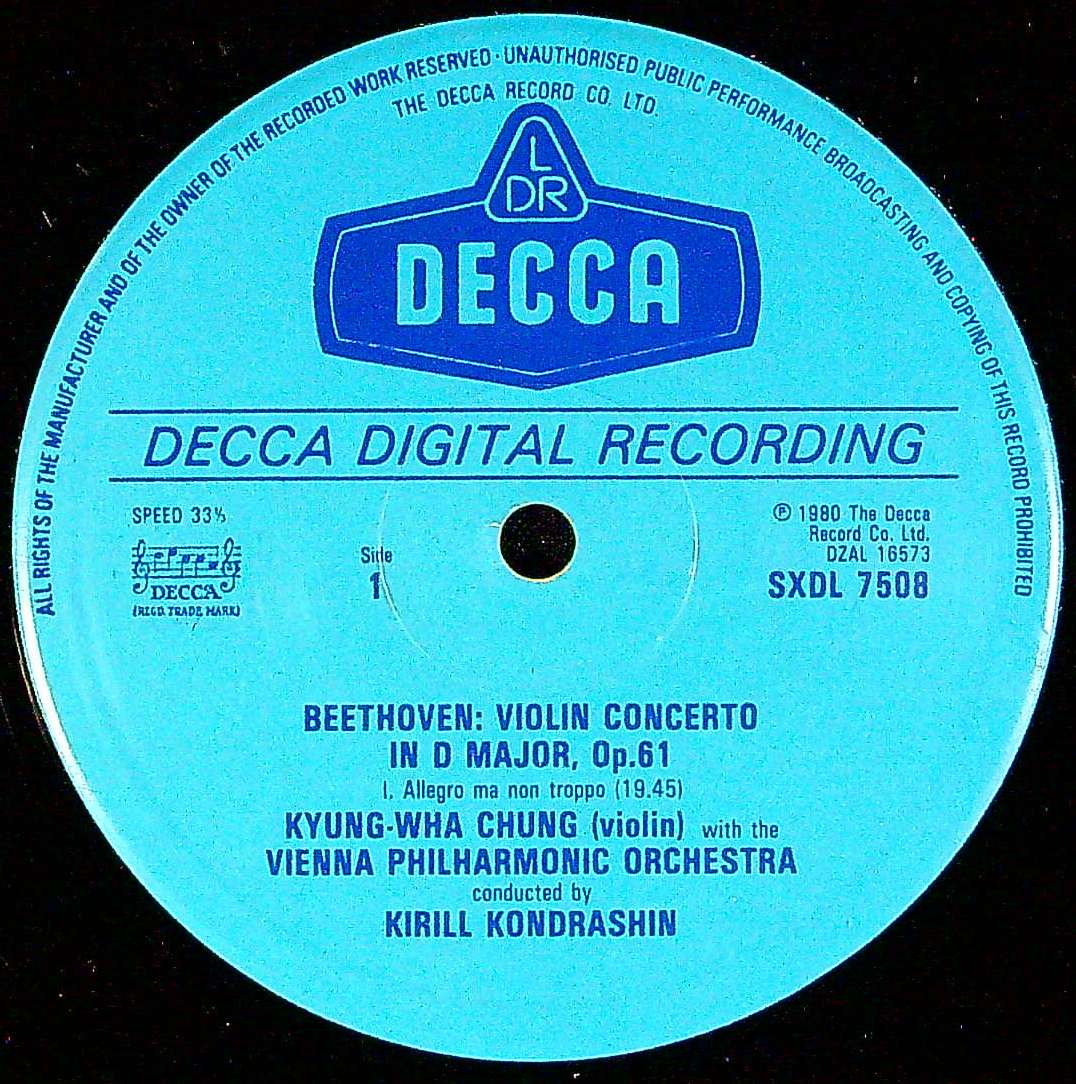 ALL RIGHTS OF THE MANUFACTURER AND OF THE OWNER OF THE RECORDED WORK RESERVED · UNAUTHORISED PUBLIC PERFORMANCE BROADCASTING AND COPYING OF THIS RECORD PROHIBITED
THE DECCA RECORD CO. LTD.
L
DR
DECCA
DECCA DIGITAL RECORDING
SPEED 33⅓
DECCA
(REGD. TRADE MARK)
Side
1
℗ 1980 The Decca
Record Co. Ltd.
DZAL 16573
SXDL 7508
BEETHOVEN: VIOLIN CONCERTO
IN D MAJOR, Op.61
I. Allegro ma non troppo (19.45)
KYUNG-WHA CHUNG (violin) with the
VIENNA PHILHARMONIC ORCHESTRA
conducted by
KIRILL KONDRASHIN